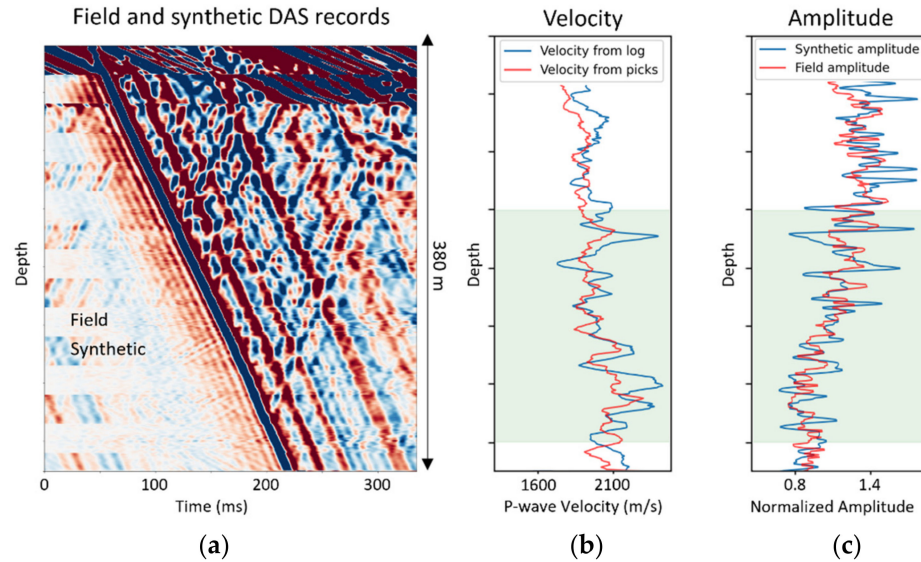 Field and synthetic DAS records
Velocity
Amplitude
Velocity from log
Velocity from picks
Synthetic amplitude
Field amplitude
Depth
Field
Synthetic
380 m
Depth
Depth
0
100
200
300
Time (ms)
1600
2100
P-wave Velocity (m/s)
0.8
1.4
Normalized Amplitude
(a)
(b)
(c)